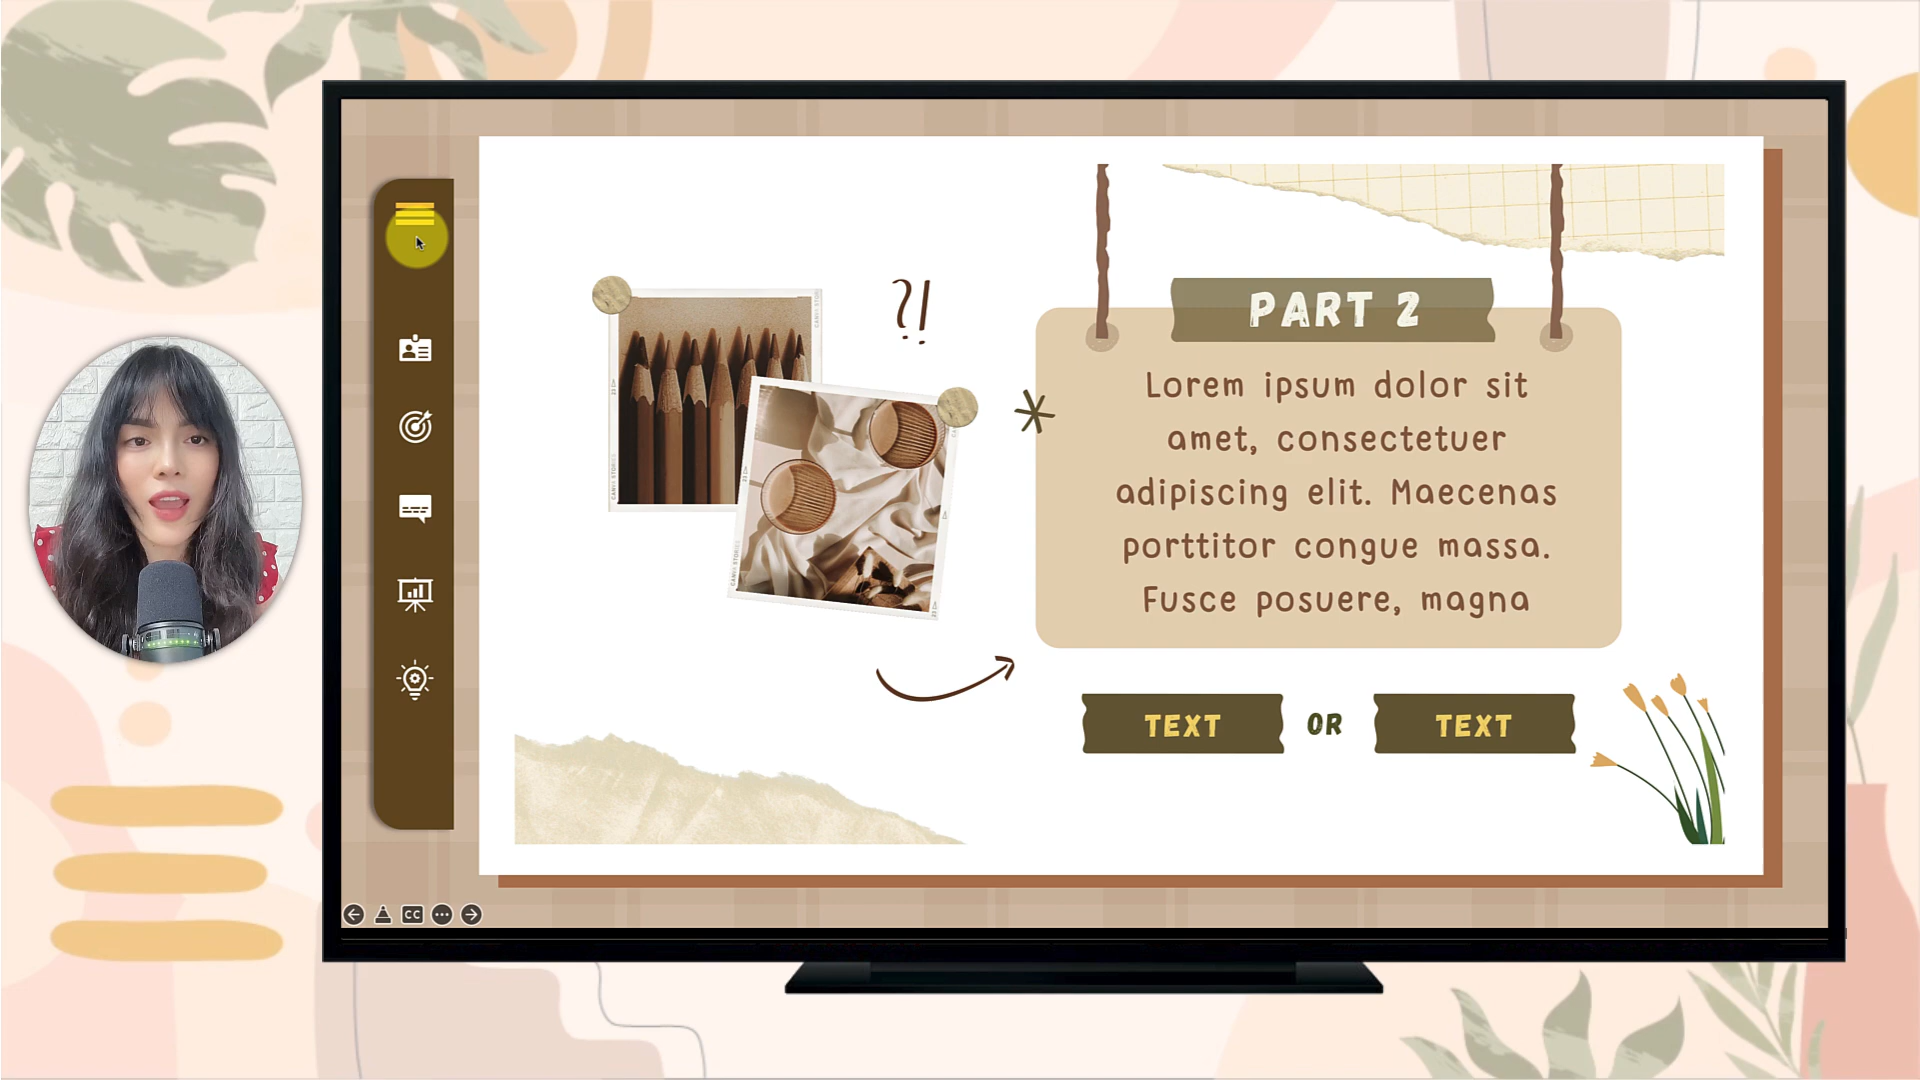 ?!
PART 2
Lorem ipsum dolor sit
amet, consectetuer
adipiscing elit. Maecenas
porttitor congue massa.
Fusce posuere, magna
TEXT OR TEXT
CC